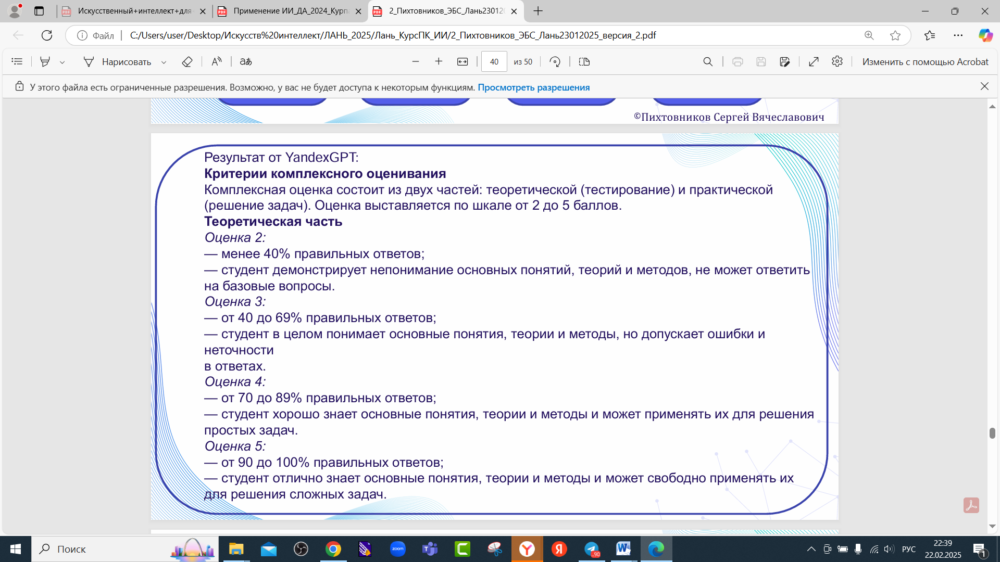 Искусственный+интеллект+для
Применение ИИ_ДА_2024_Курп
2_Пихтовников_ЭБС_Лань230120
Файл
C:/Users/user/Desktop/Искусств%20интеллект/ЛАНЬ_2025/Лань_КурсПК_ИИ/2_Пихтовников_ЭБС_Лань23012025_версия_2.pdf
Нарисовать
аあ
40
из 50
Изменить с помощью Acrobat
У этого файла есть ограниченные разрешения. Возможно, у вас не будет доступа к некоторым функциям. Просмотреть разрешения
©Пихтовников Сергей Вячеславович
Результат от YandexGPT:
Критерии комплексного оценивания
Комплексная оценка состоит из двух частей: теоретической (тестирование) и практической
(решение задач). Оценка выставляется по шкале от 2 до 5 баллов.
Теоретическая часть
Оценка 2:
— менее 40% правильных ответов;
— студент демонстрирует непонимание основных понятий, теорий и методов, не может ответить
на базовые вопросы.
Оценка 3:
— от 40 до 69% правильных ответов;
— студент в целом понимает основные понятия, теории и методы, но допускает ошибки и
неточности
в ответах.
Оценка 4:
— от 70 до 89% правильных ответов;
— студент хорошо знает основные понятия, теории и методы и может применять их для решения
простых задач.
Оценка 5:
— от 90 до 100% правильных ответов;
— студент отлично знает основные понятия, теории и методы и может свободно применять их
для решения сложных задач.
Поиск
zoom
..90
РУС
22:39
22.02.2025
1